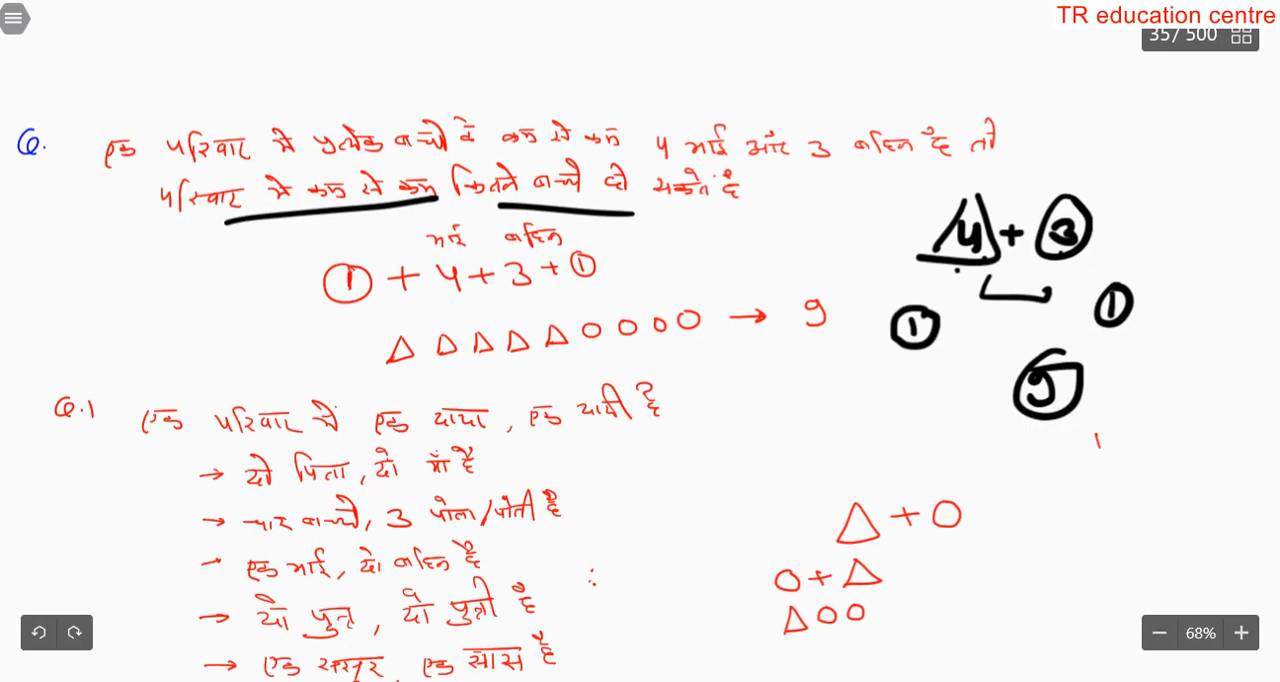 TR education centre
35/500
Q. एक परिवार में प्रत्येक बच्चे के कम से कम 4 भाई और 3 बहिन है तो
परिवार में कम से कम कितने बच्चे हो सकते है
भाई बहिन
1 + 4 + 3 + 1
→ 9
4 + 3
1 1
9
Q.1 एक परिवार में एक दादा, एक दादी है
→ दो पिता, दो माँ है
→ चार बच्चे, 3 पोता/पोती है
→ एक भाई, दो बहिन है
→ दो पुत्र, दो पुत्री है
→ एक ससुर, एक सास है
68%